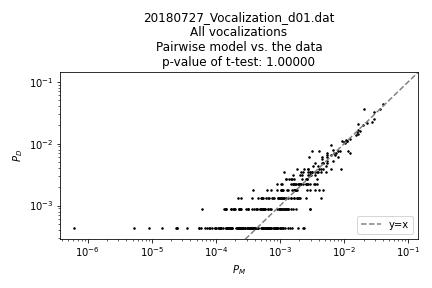 20180727_Vocalization_d01.dat
All vocalizations
Pairwise model vs. the data
p-value of t-test: 1.00000
10⁻¹
10⁻²
10⁻³
P_D
y=x
10⁻⁶ 10⁻⁵ 10⁻⁴ 10⁻³ 10⁻² 10⁻¹
P_M